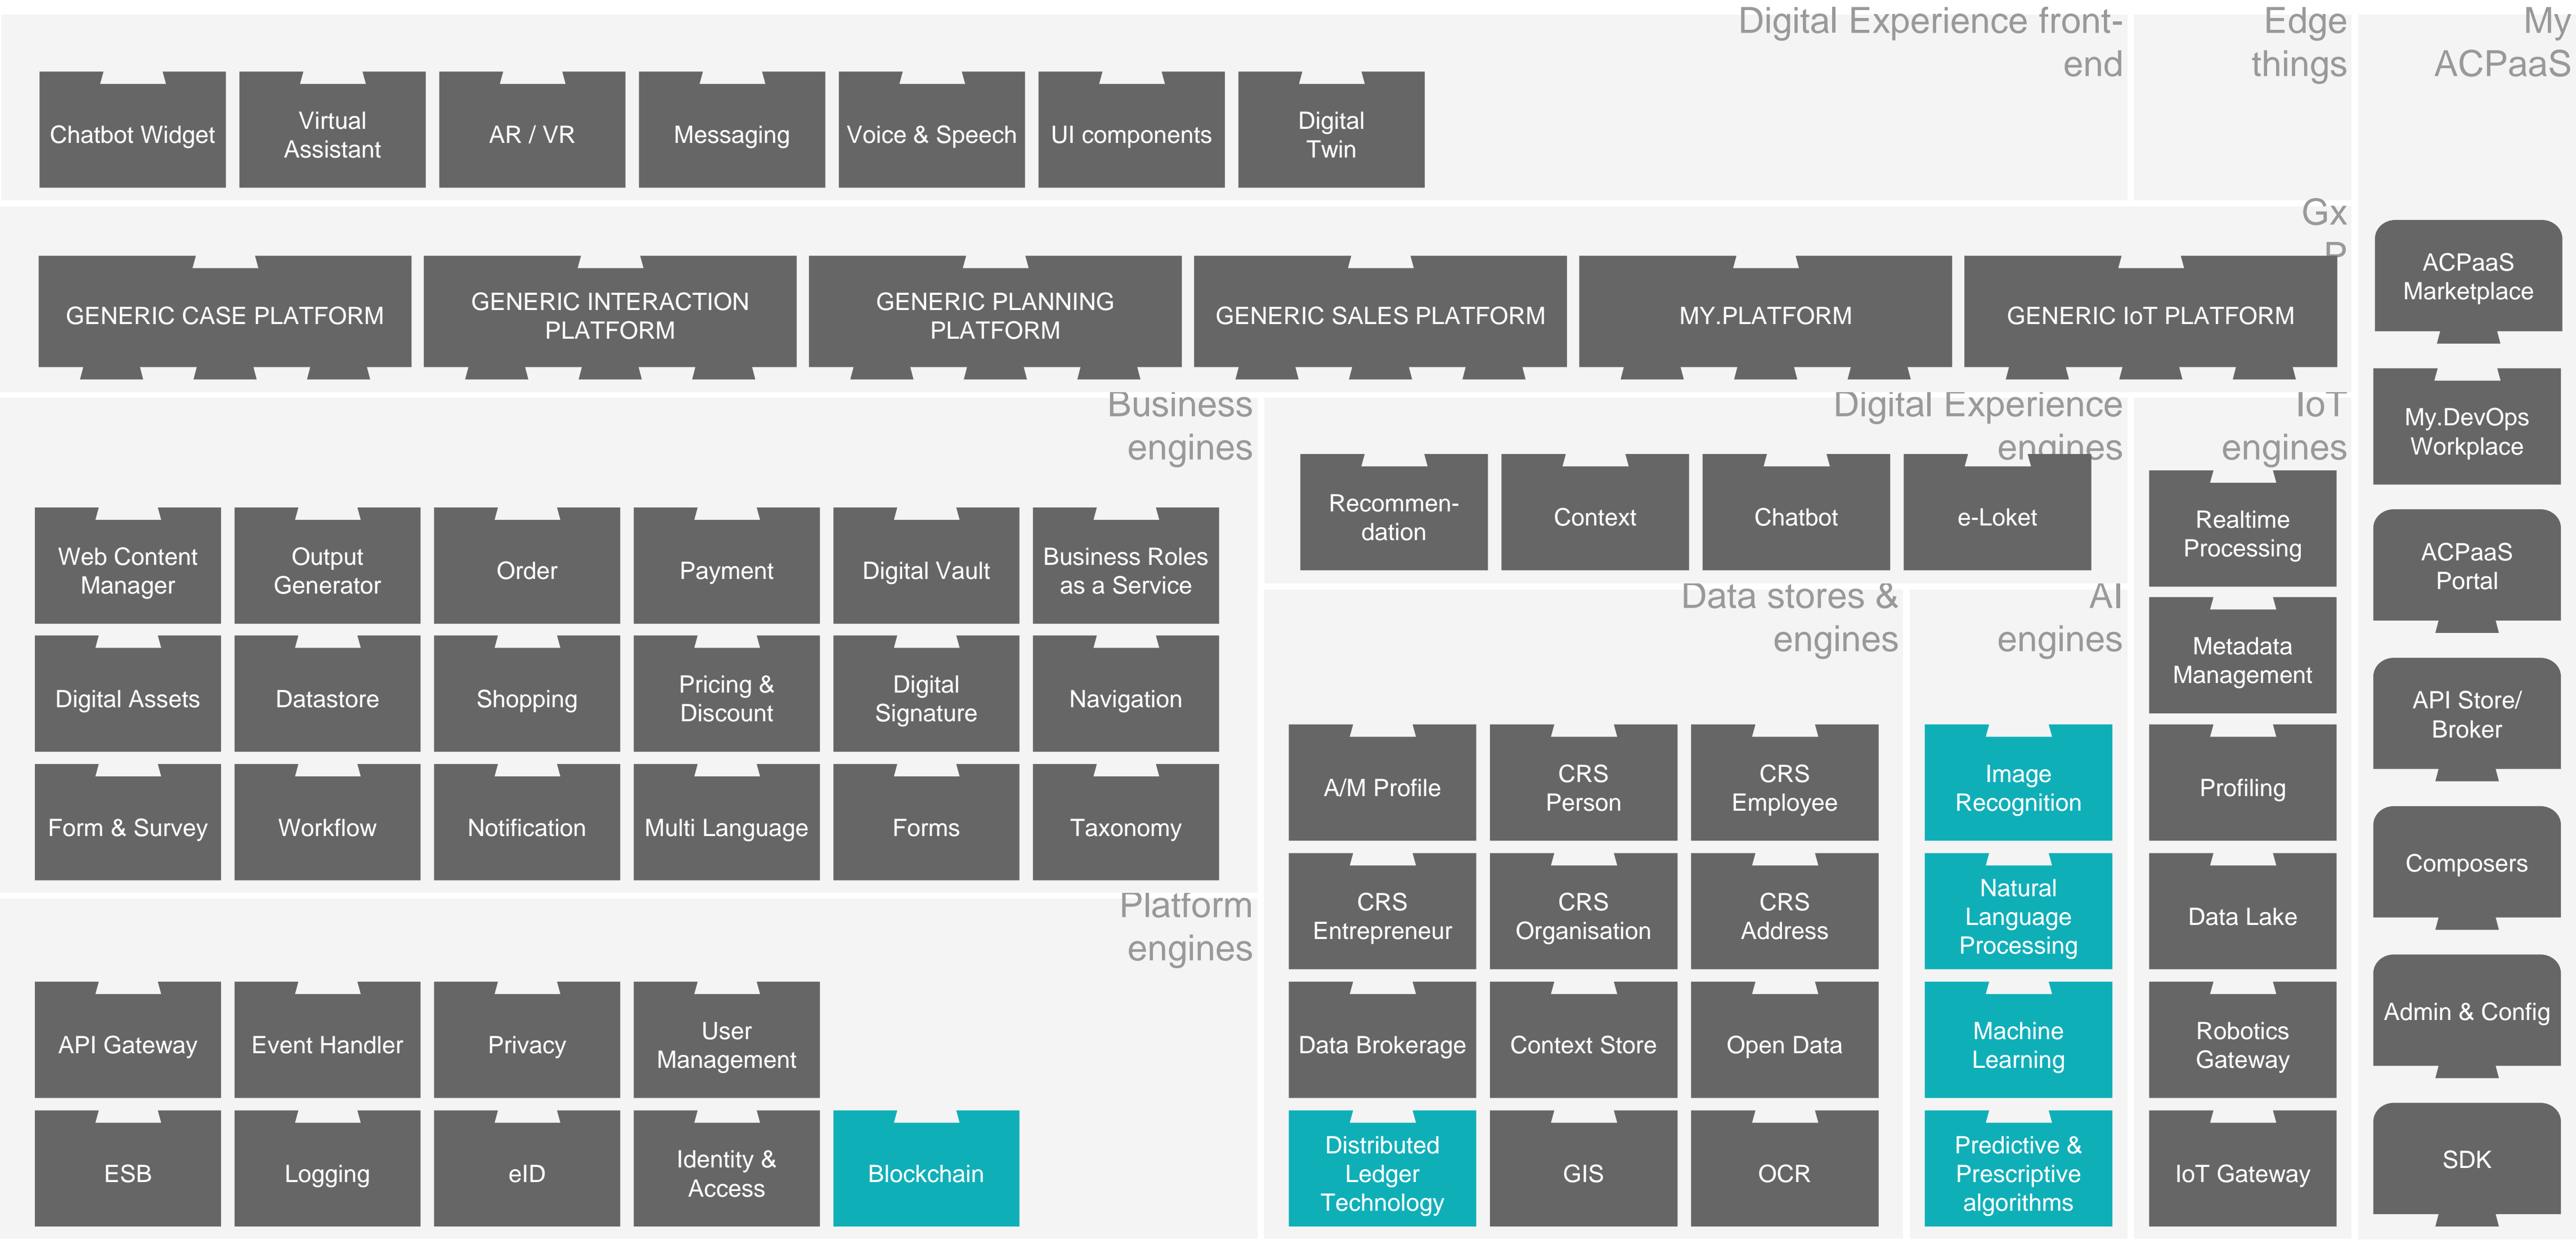 Digital Experience front-
end
Edge
things
My
ACPaaS
Chatbot Widget
Virtual
Assistant
AR / VR
Messaging
Voice & Speech
UI components
Digital
Twin
Gx
P
GENERIC CASE PLATFORM
GENERIC INTERACTION
PLATFORM
GENERIC PLANNING
PLATFORM
GENERIC SALES PLATFORM
MY.PLATFORM
GENERIC IoT PLATFORM
ACPaaS
Marketplace
My.DevOps
Workplace
ACPaaS
Portal
API Store/
Broker
Composers
Admin & Config
SDK
Business
engines
Web Content
Manager
Output
Generator
Order
Payment
Digital Vault
Business Roles
as a Service
Digital Assets
Datastore
Shopping
Pricing &
Discount
Digital
Signature
Navigation
Form & Survey
Workflow
Notification
Multi Language
Forms
Taxonomy
Platform
engines
API Gateway
Event Handler
Privacy
User
Management
ESB
Logging
eID
Identity &
Access
Blockchain
Digital Experience
engines
Recommen-
dation
Context
Chatbot
e-Loket
Data stores &
engines
A/M Profile
CRS
Person
CRS
Employee
CRS
Entrepreneur
CRS
Organisation
CRS
Address
Data Brokerage
Context Store
Open Data
Distributed
Ledger
Technology
GIS
OCR
AI
engines
Image
Recognition
Natural
Language
Processing
Machine
Learning
Predictive &
Prescriptive
algorithms
IoT
engines
Realtime
Processing
Metadata
Management
Profiling
Data Lake
Robotics
Gateway
IoT Gateway